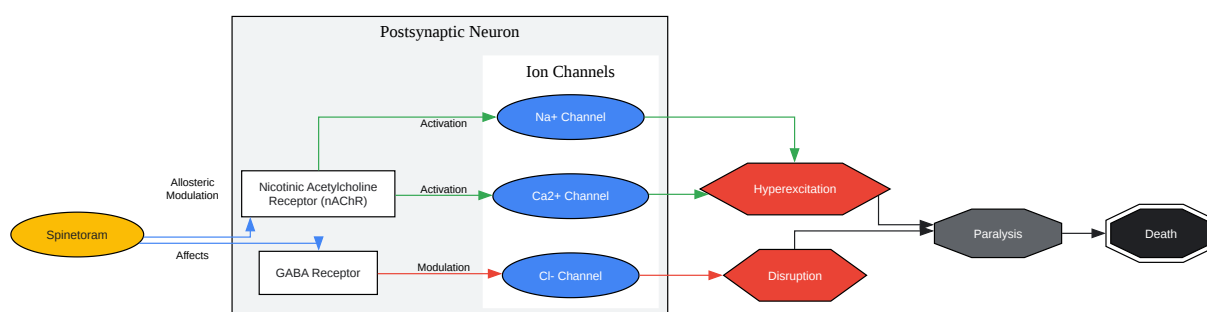 Postsynaptic Neuron
Ion Channels
Na+ Channel
Activation
Allosteric
Modulation
Nicotinic Acetylcholine
Receptor (nAChR)
Activation
Ca2+ Channel
Hyperexcitation
Spinetoram
Affects
GABA Receptor
Modulation
Cl- Channel
Disruption
Paralysis
Death